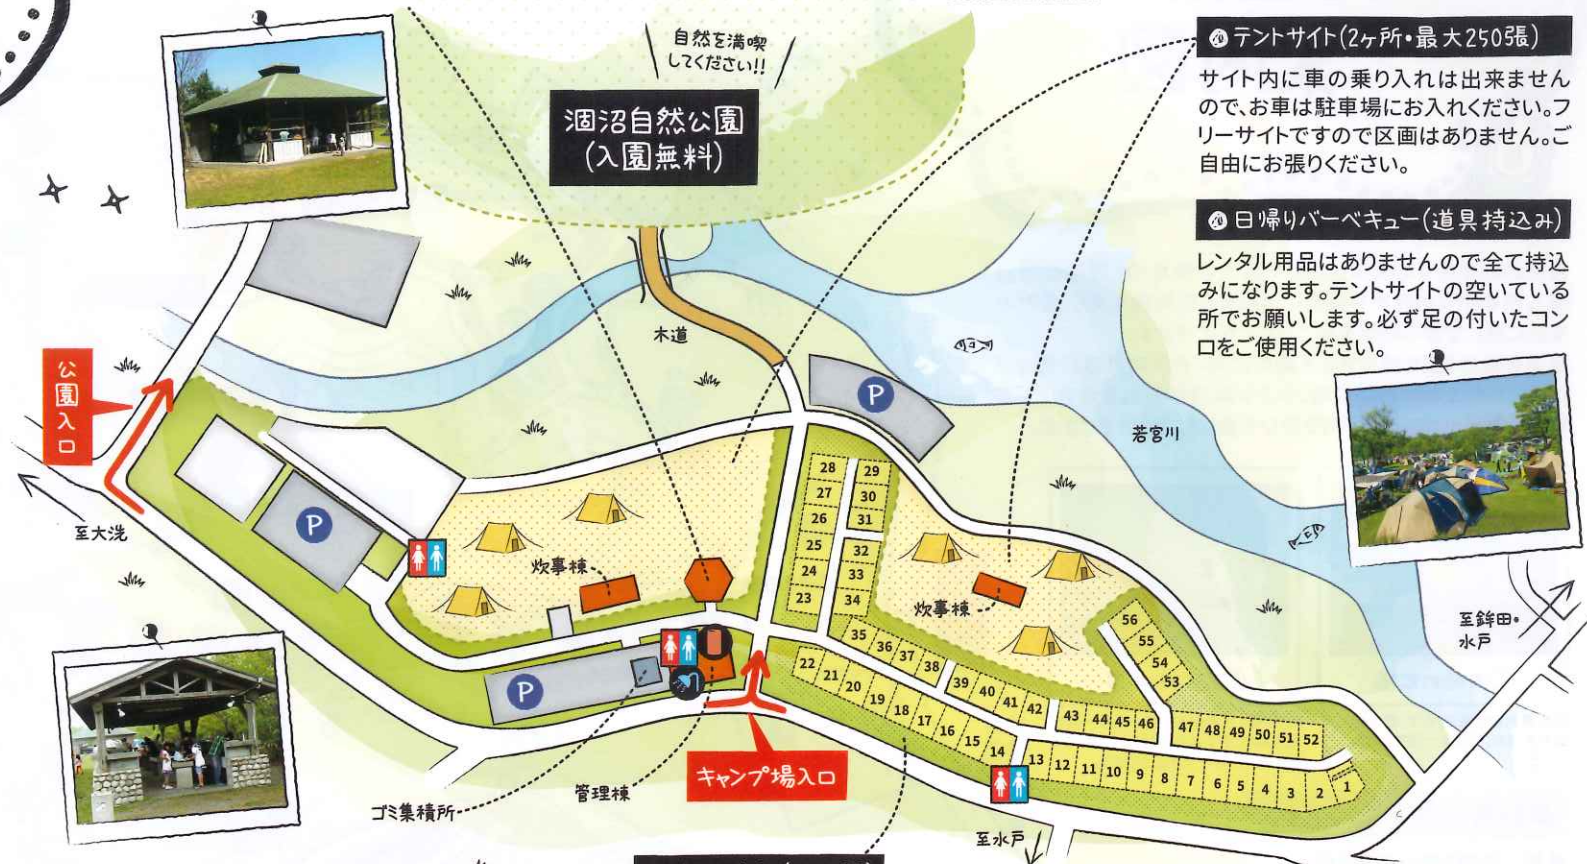 自然を満喫
してください!!
涸沼自然公園
(入園無料)
テントサイト(2ヶ所・最大250張)
サイト内に車の乗り入れは出来ません
ので、お車は駐車場にお入れください。フ
リーサイトですので区画はありません。ご
自由にお張りください。
日帰りバーベキュー(道具持込み)
レンタル用品はありませんので全て持込
みになります。テントサイトの空いている
所でお願いします。必ず足の付いたコン
ロをご使用ください。
公園入口
至大洗
木道
P
若宮川
P
炊事棟
炊事棟
至鉾田・
水戸
P
28 29
27 30
26 31
25 32
24 33
23 34
35 36 37 38 39 40 41 42 43 44 45 46 47 48 49 50 51 52
56
55
54
53
22 21 20 19 18 17 16 15 14 13 12 11 10 9 8 7 6 5 4 3 2 1
キャンプ場入口
管理棟
ゴミ集積所
至水戸